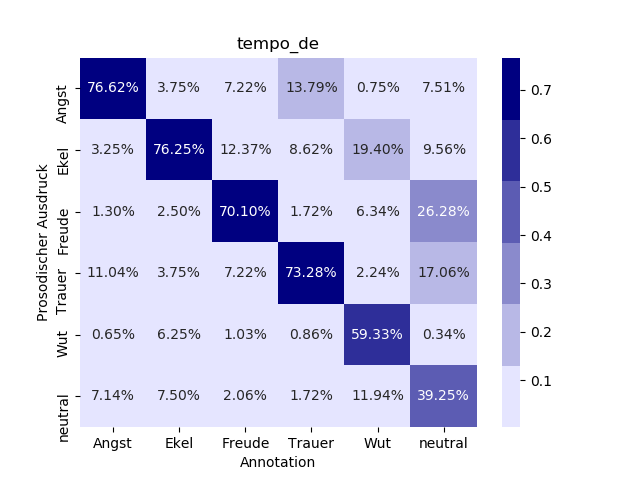 tempo_de
Angst 76.62% 3.75% 7.22% 13.79% 0.75% 7.51%
Ekel 3.25% 76.25% 12.37% 8.62% 19.40% 9.56%
Freude 1.30% 2.50% 70.10% 1.72% 6.34% 26.28%
Trauer 11.04% 3.75% 7.22% 73.28% 2.24% 17.06%
Wut 0.65% 6.25% 1.03% 0.86% 59.33% 0.34%
neutral 7.14% 7.50% 2.06% 1.72% 11.94% 39.25%
Angst Ekel Freude Trauer Wut neutral
Annotation
Prosodischer Ausdruck
0.7
0.6
0.5
0.4
0.3
0.2
0.1